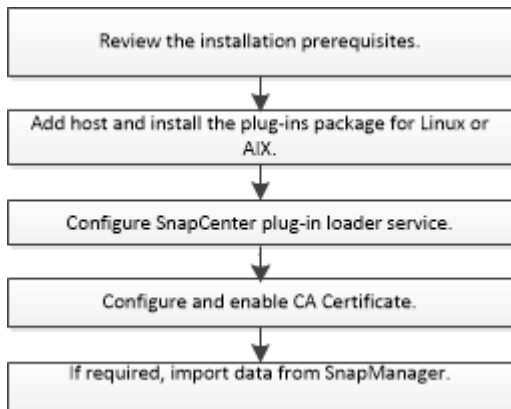 Review the installation prerequisites.
Add host and install the plug-ins package for Linux or
AIX.
Configure SnapCenter plug-in loader service.
Configure and enable CA Certificate.
If required, import data from SnapManager.